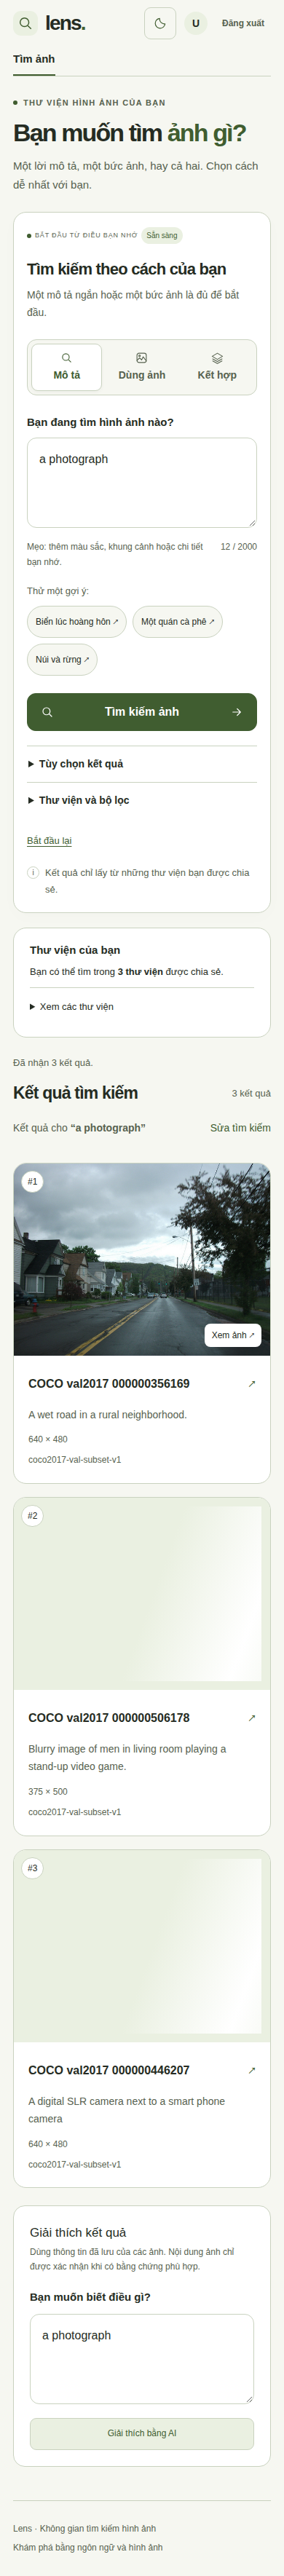 lens.
U
Đăng xuất
Tìm ảnh
THƯ VIỆN HÌNH ẢNH CỦA BẠN
Bạn muốn tìm ảnh gì?
Một lời mô tả, một bức ảnh, hay cả hai. Chọn cách
dễ nhất với bạn.
BẮT ĐẦU TỪ ĐIỀU BẠN NHỚ
Sẵn sàng
Tìm kiếm theo cách của bạn
Một mô tả ngắn hoặc một bức ảnh là đủ để bắt
đầu.
Mô tả
Dùng ảnh
Kết hợp
Bạn đang tìm hình ảnh nào?
a photograph
Mẹo: thêm màu sắc, khung cảnh hoặc chi tiết
bạn nhớ.
12 / 2000
Thử một gợi ý:
Biển lúc hoàng hôn ↗
Một quán cà phê ↗
Núi và rừng ↗
Tìm kiếm ảnh
Tùy chọn kết quả
Thư viện và bộ lọc
Bắt đầu lại
Kết quả chỉ lấy từ những thư viện bạn được chia
sẻ.
Thư viện của bạn
Bạn có thể tìm trong 3 thư viện được chia sẻ.
Xem các thư viện
Đã nhận 3 kết quả.
Kết quả tìm kiếm
3 kết quả
Kết quả cho “a photograph”
Sửa tìm kiếm
#1
Xem ảnh ↗
COCO val2017 000000356169
A wet road in a rural neighborhood.
640 × 480
coco2017-val-subset-v1
#2
COCO val2017 000000506178
Blurry image of men in living room playing a
stand-up video game.
375 × 500
coco2017-val-subset-v1
#3
COCO val2017 000000446207
A digital SLR camera next to a smart phone
camera
640 × 480
coco2017-val-subset-v1
Giải thích kết quả
Dùng thông tin đã lưu của các ảnh. Nội dung ảnh chỉ
được xác nhận khi có bằng chứng phù hợp.
Bạn muốn biết điều gì?
a photograph
Giải thích bằng AI
Lens · Không gian tìm kiếm hình ảnh
Khám phá bằng ngôn ngữ và hình ảnh